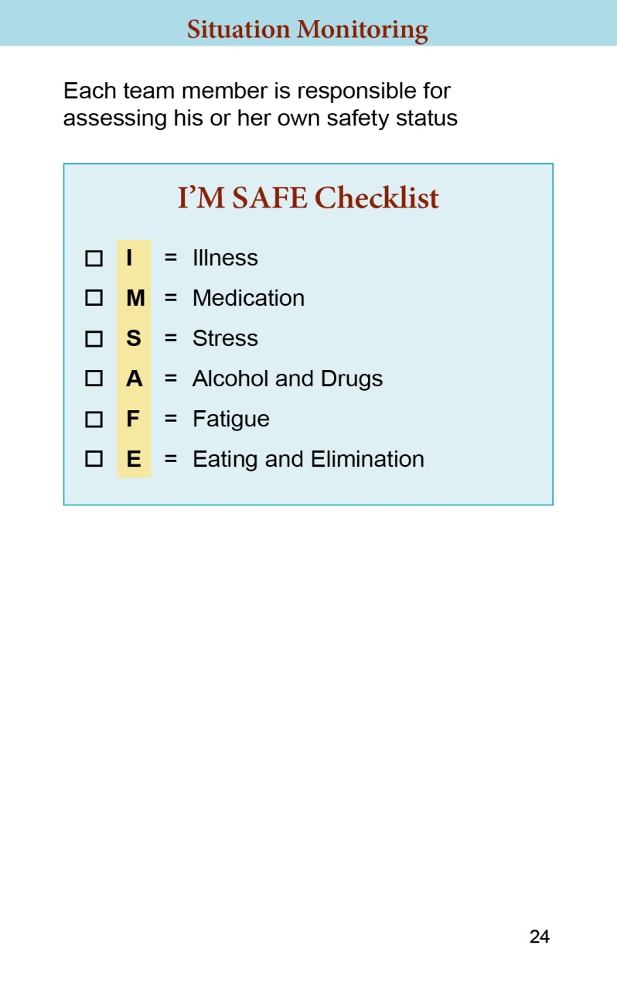 Situation Monitoring
Each team member is responsible for
assessing his or her own safety status
I’M SAFE Checklist
I = Illness
M = Medication
S = Stress
A = Alcohol and Drugs
F = Fatigue
E = Eating and Elimination
24